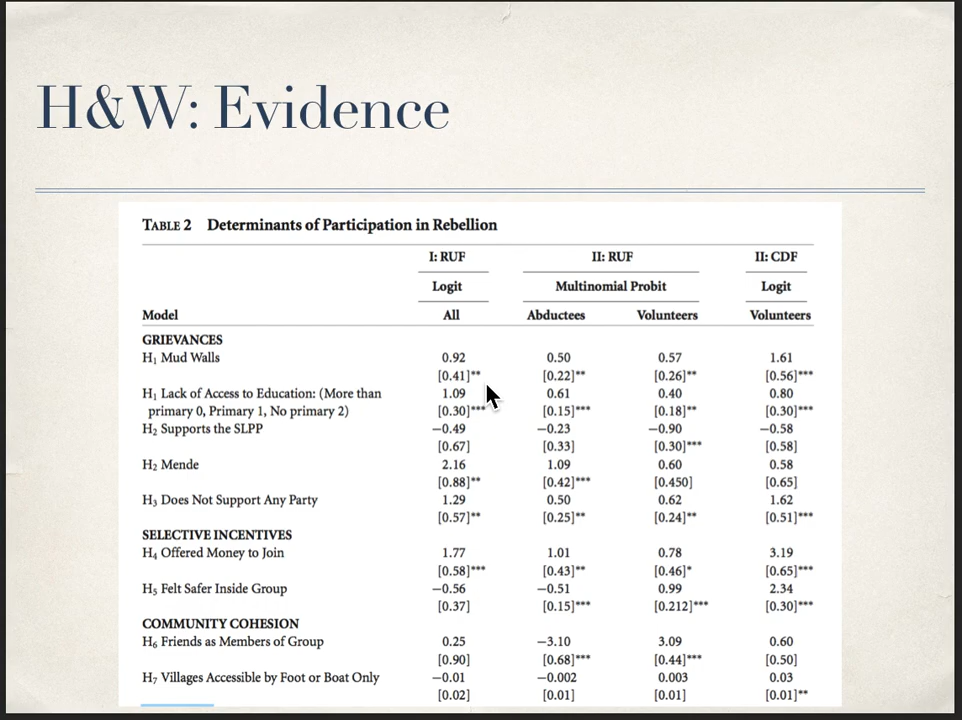 H&W: Evidence
TABLE 2 Determinants of Participation in Rebellion
I: RUF II: RUF II: CDF
Logit Multinomial Probit Logit
Model All Abductees Volunteers Volunteers
GRIEVANCES
H₁ Mud Walls 0.92 0.50 0.57 1.61
[0.41]** [0.22]** [0.26]** [0.56]***
H₁ Lack of Access to Education: (More than 1.09 0.61 0.40 0.80
primary 0, Primary 1, No primary 2) [0.30]*** [0.15]*** [0.18]** [0.30]***
H₂ Supports the SLPP −0.49 −0.23 −0.90 −0.58
[0.67] [0.33] [0.30]*** [0.58]
H₂ Mende 2.16 1.09 0.60 0.58
[0.88]** [0.42]*** [0.450] [0.65]
H₃ Does Not Support Any Party 1.29 0.50 0.62 1.62
[0.57]** [0.25]** [0.24]** [0.51]***
SELECTIVE INCENTIVES
H₄ Offered Money to Join 1.77 1.01 0.78 3.19
[0.58]*** [0.43]** [0.46]* [0.65]***
H₅ Felt Safer Inside Group −0.56 −0.51 0.99 2.34
[0.37] [0.15]*** [0.212]*** [0.30]***
COMMUNITY COHESION
H₆ Friends as Members of Group 0.25 −3.10 3.09 0.60
[0.90] [0.68]*** [0.44]*** [0.50]
H₇ Villages Accessible by Foot or Boat Only −0.01 −0.002 0.003 0.03
[0.02] [0.01] [0.01] [0.01]**